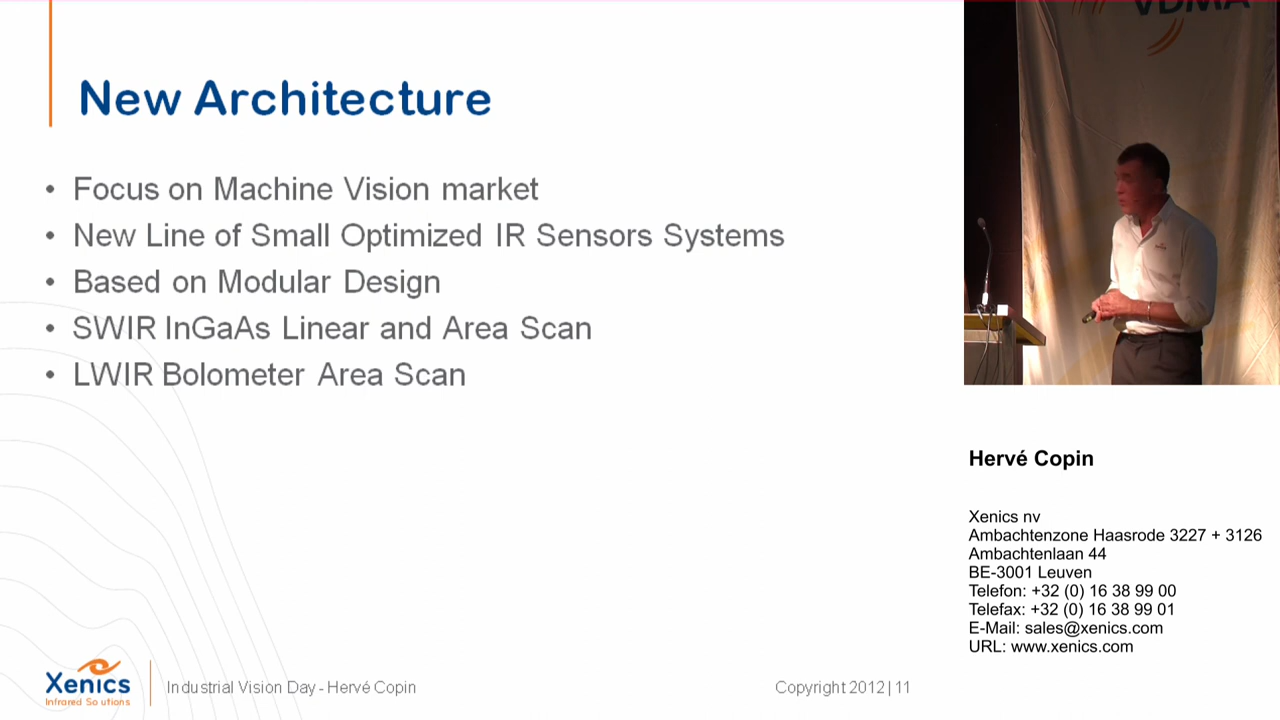 New Architecture
• Focus on Machine Vision market
• New Line of Small Optimized IR Sensors Systems
• Based on Modular Design
• SWIR InGaAs Linear and Area Scan
• LWIR Bolometer Area Scan
Xenics
Infrared Solutions
Industrial Vision Day - Hervé Copin
Copyright 2012 | 11
VDMA
Hervé Copin
Xenics nv
Ambachtenzone Haasrode 3227 + 3126
Ambachtenlaan 44
BE-3001 Leuven
Telefon: +32 (0) 16 38 99 00
Telefax: +32 (0) 16 38 99 01
E-Mail: sales@xenics.com
URL: www.xenics.com